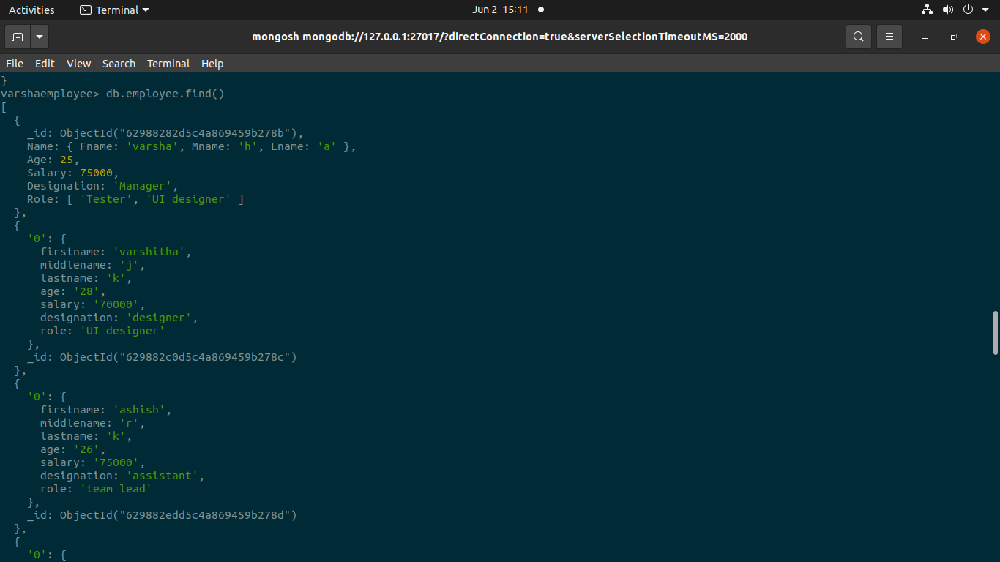 Activities Terminal Jun 2 15:11
mongosh mongodb://127.0.0.1:27017/?directConnection=true&serverSelectionTimeoutMS=2000
File Edit View Search Terminal Help
}
varshaemployee> db.employee.find()
[
  {
    _id: ObjectId("62988282d5c4a869459b278b"),
    Name: { Fname: 'varsha', Mname: 'h', Lname: 'a' },
    Age: 25,
    Salary: 75000,
    Designation: 'Manager',
    Role: [ 'Tester', 'UI designer' ]
  },
  {
    '0': {
      firstname: 'varshitha',
      middlename: 'j',
      lastname: 'k',
      age: '28',
      salary: '70000',
      designation: 'designer',
      role: 'UI designer'
    },
    _id: ObjectId("629882c0d5c4a869459b278c")
  },
  {
    '0': {
      firstname: 'ashish',
      middlename: 'r',
      lastname: 'k',
      age: '26',
      salary: '75000',
      designation: 'assistant',
      role: 'team lead'
    },
    _id: ObjectId("629882edd5c4a869459b278d")
  },
  {
    '0': {